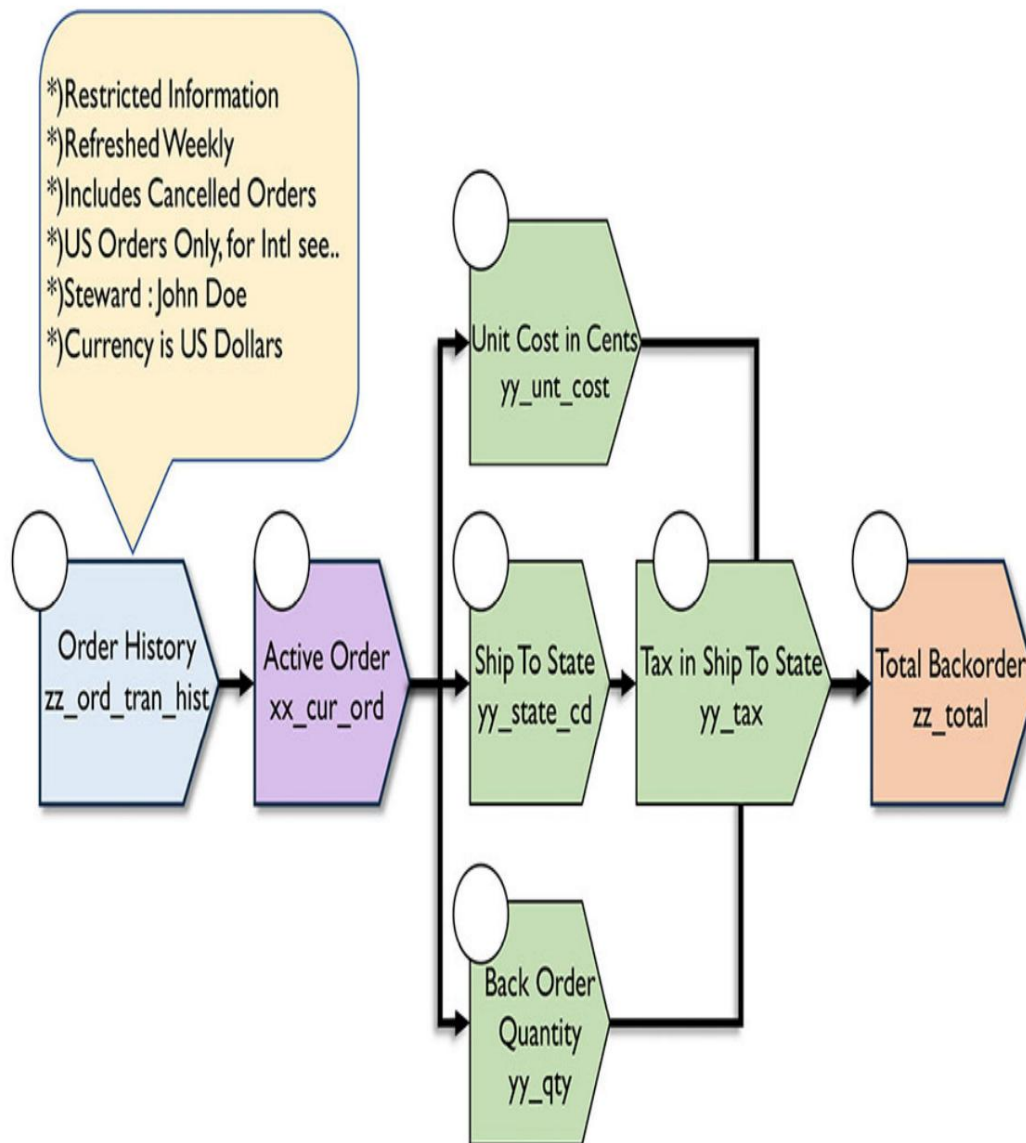 *)Restricted Information
*)Refreshed Weekly
*)Includes Cancelled Orders
*)US Orders Only, for Intl see..
*)Steward : John Doe
*)Currency is US Dollars
Unit Cost in Cents
yy_unt_cost
Order History
zz_ord_tran_hist
Active Order
xx_cur_ord
Ship To State
yy_state_cd
Tax in Ship To State
yy_tax
Total Backorder
zz_total
Back Order
Quantity
yy_qty